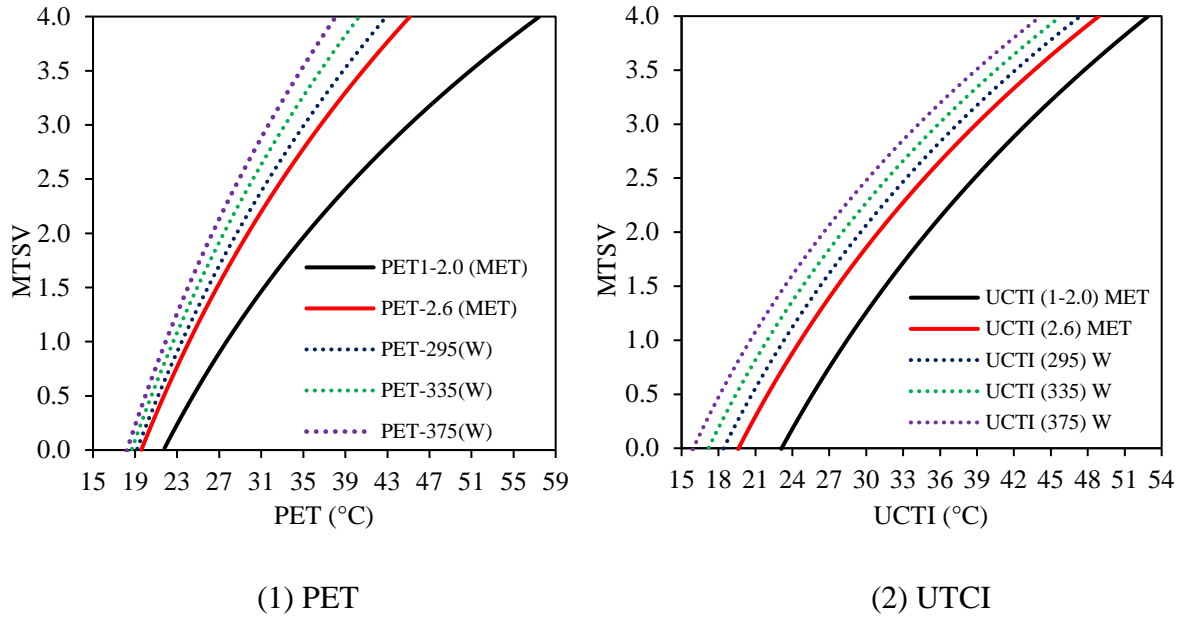 4.0
3.5
3.0
2.5
2.0
1.5
1.0
0.5
0.0
MTSV
15 19 23 27 31 35 39 43 47 51 55 59
PET (°C)
PET1-2.0 (MET)
PET-2.6 (MET)
PET-295(W)
PET-335(W)
PET-375(W)
(1) PET
4.0
3.5
3.0
2.5
2.0
1.5
1.0
0.5
0.0
MTSV
15 18 21 24 27 30 33 36 39 42 45 48 51 54
UCTI (°C)
UCTI (1-2.0) MET
UCTI (2.6) MET
UCTI (295) W
UCTI (335) W
UCTI (375) W
(2) UTCI